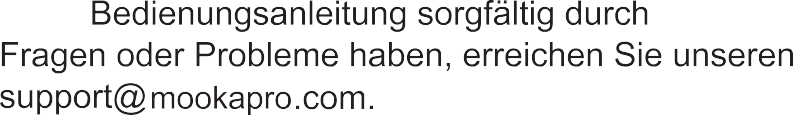 Bedienungsanleitung sorgfältig durch
Fragen oder Probleme haben, erreichen Sie unseren
support@mookapro.com.